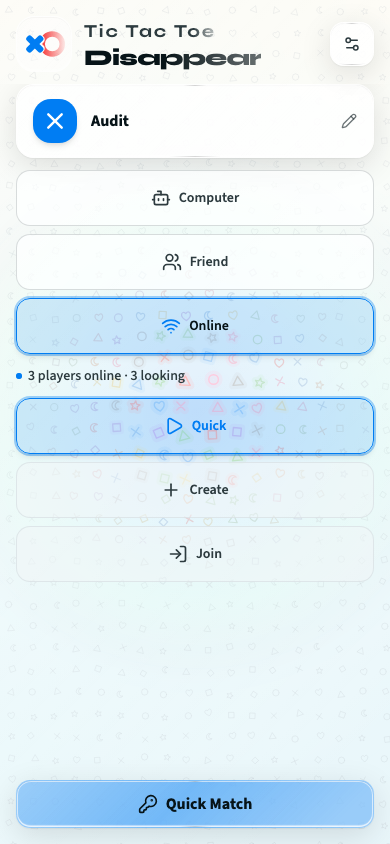 Tic Tac Toe
Disappear
Audit
Computer
Friend
Online
3 players online · 3 looking
Quick
Create
Join
Quick Match